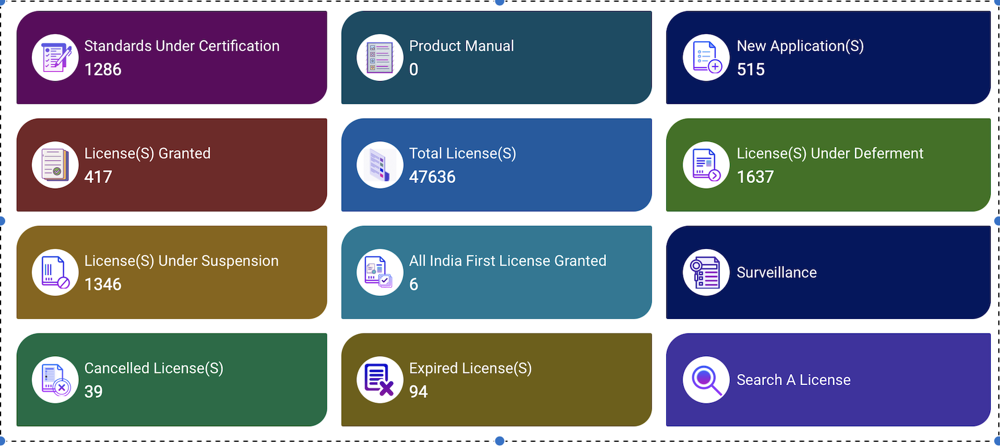 Standards Under Certification
1286
Product Manual
0
New Application(S)
515
License(S) Granted
417
Total License(S)
47636
License(S) Under Deferment
1637
License(S) Under Suspension
1346
All India First License Granted
6
Surveillance
Cancelled License(S)
39
Expired License(S)
94
Search A License